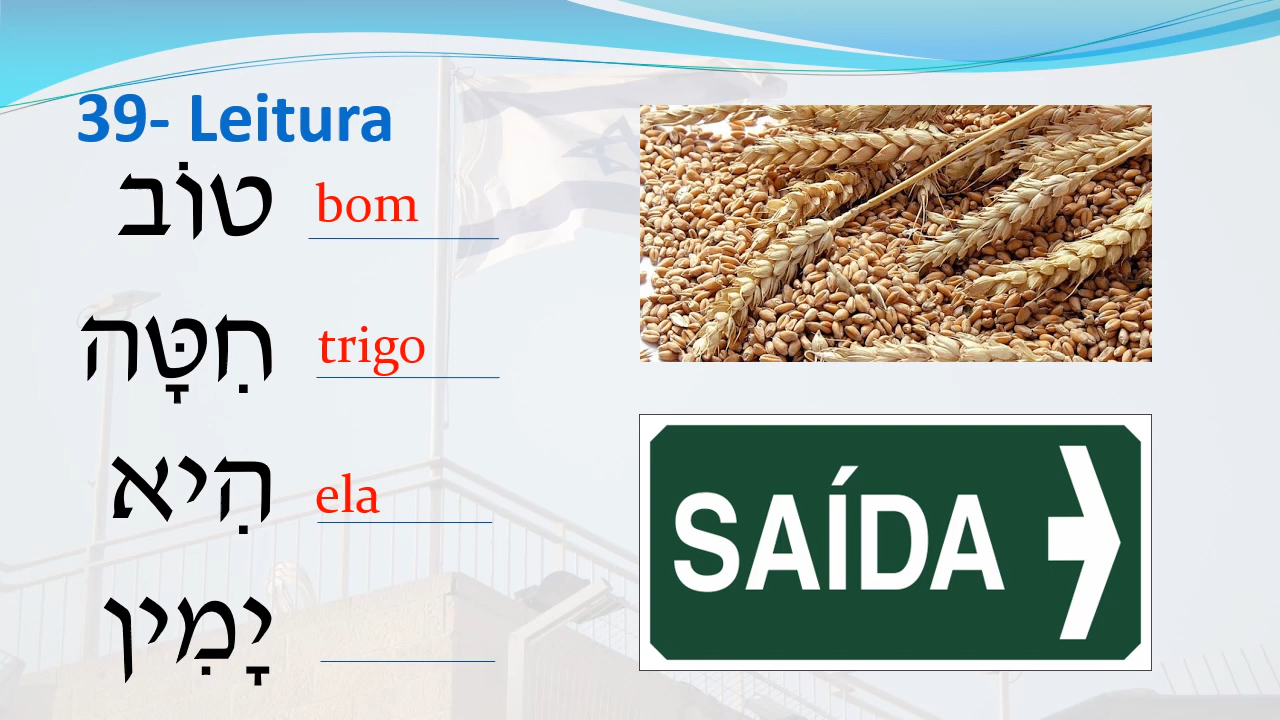 39- Leitura
טוֹב bom
חִטָּה trigo
הִיא ela
יָמִין
SAÍDA